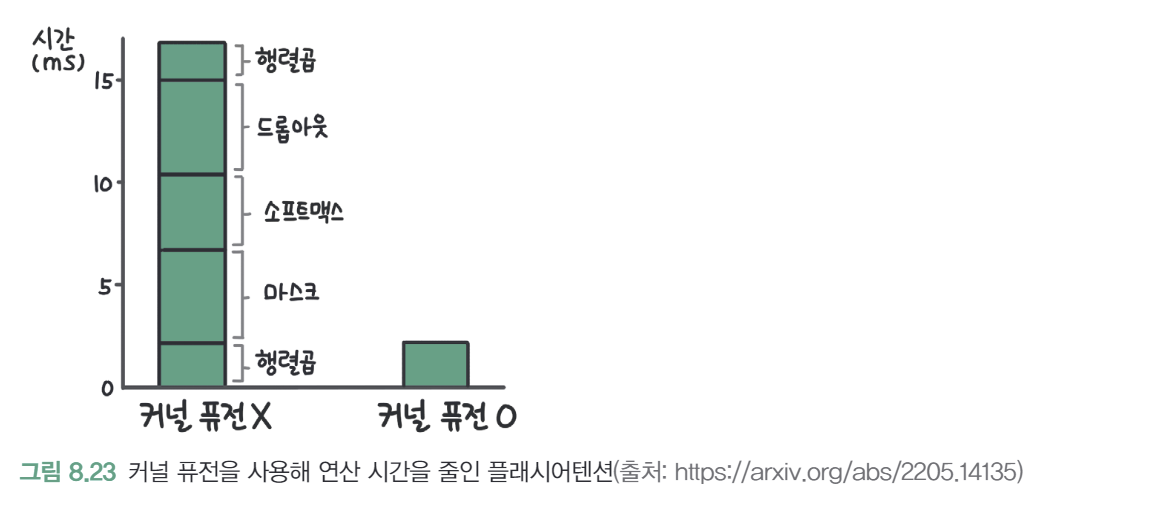 시간
(ms)
15
10
5
0
행렬곱
드롭아웃
소프트맥스
마스크
행렬곱
커널 퓨전 X
커널 퓨전 O
그림 8.23 커널 퓨전을 사용해 연산 시간을 줄인 플래시어텐션(출처: https://arxiv.org/abs/2205.14135)